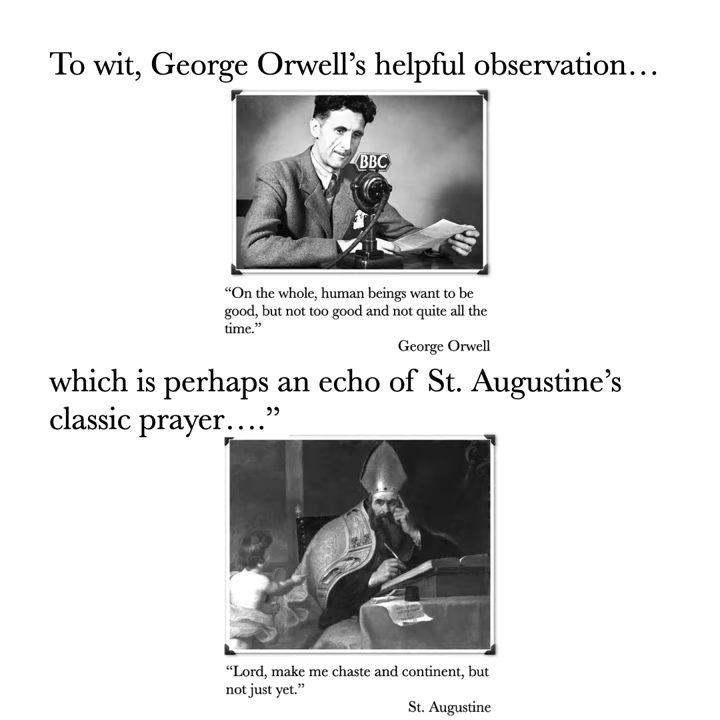 To wit, George Orwell’s helpful observation…
BBC
“On the whole, human beings want to be
good, but not too good and not quite all the
time.”
George Orwell
which is perhaps an echo of St. Augustine’s
classic prayer….”
“Lord, make me chaste and continent, but
not just yet.”
St. Augustine